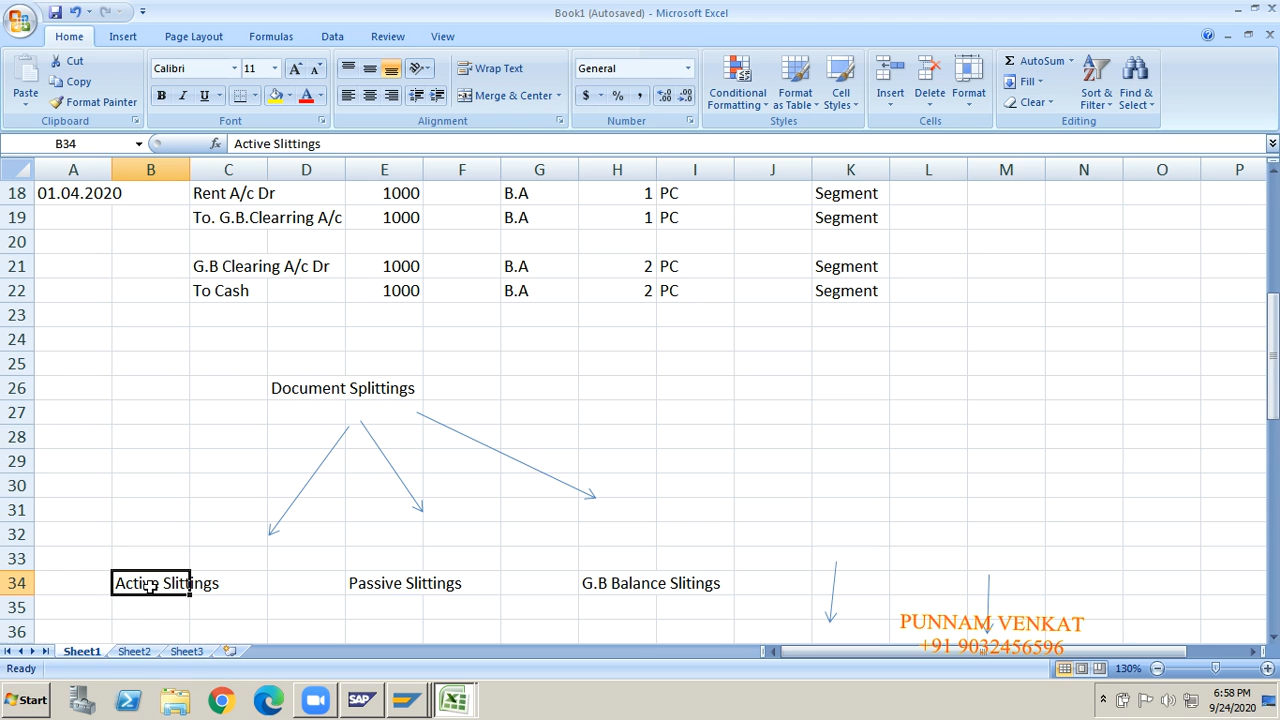 Book1 (Autosaved) - Microsoft Excel
Home Insert Page Layout Formulas Data Review View
Paste
Cut
Copy
Format Painter
Clipboard
Calibri 11
B I U
Font
Wrap Text
Merge & Center
Alignment
General
$ % ,
Number
Conditional Formatting
Format as Table
Cell Styles
Styles
Insert Delete Format
Cells
AutoSum
Fill
Clear
Sort & Filter
Find & Select
Editing
B34 fx Active Slittings
A B C D E F G H I J K L M N O P
18 01.04.2020 Rent A/c Dr 1000 B.A 1 PC Segment
19 To. G.B.Clearring A/c 1000 B.A 1 PC Segment
20
21 G.B Clearing A/c Dr 1000 B.A 2 PC Segment
22 To Cash 1000 B.A 2 PC Segment
23
24
25
26 Document Splittings
27
28
29
30
31
32
33
34 Active Slittings Passive Slittings G.B Balance Slitings
35
36
PUNNAM VENKAT
+91 9032456596
Sheet1 Sheet2 Sheet3
Ready 130%
Start SAP 6:58 PM
9/24/2020